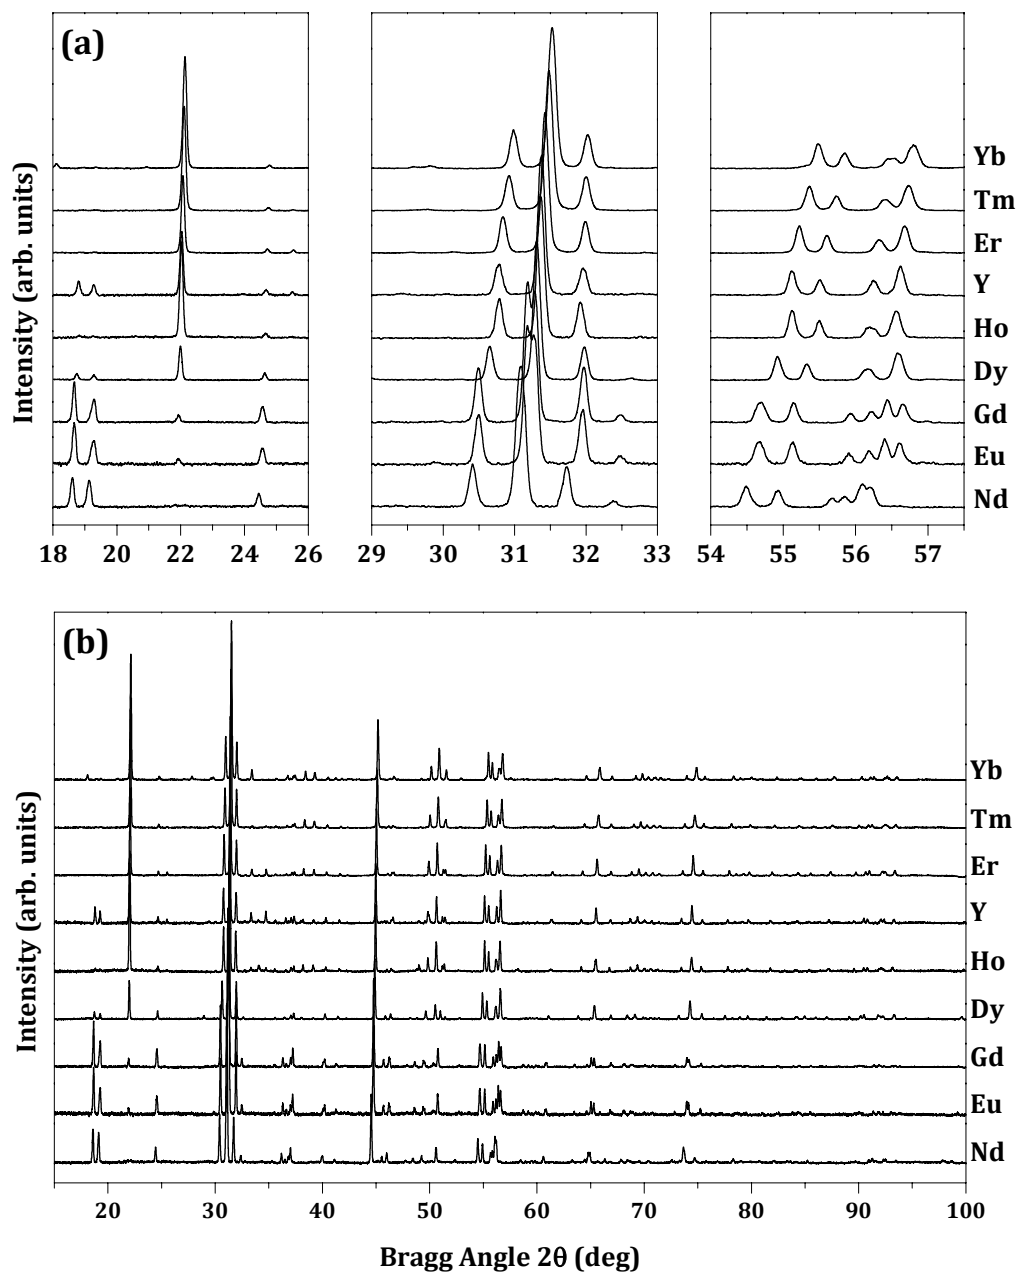 (a)
Intensity (arb. units)
Yb
Tm
Er
Y
Ho
Dy
Gd
Eu
Nd
18 20 22 24 26 29 30 31 32 33 54 55 56 57
(b)
Intensity (arb. units)
Yb
Tm
Er
Y
Ho
Dy
Gd
Eu
Nd
20 30 40 50 60 70 80 90 100
Bragg Angle 2θ (deg)